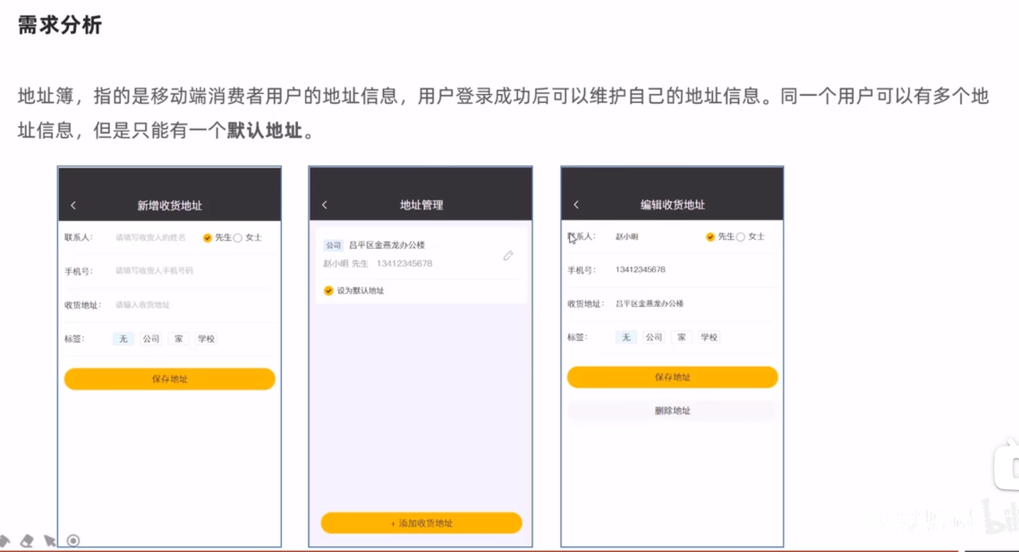 需求分析
地址簿，指的是移动端消费者用户的地址信息，用户登录成功后可以维护自己的地址信息。同一个用户可以有多个地
址信息，但是只能有一个默认地址。
新增收货地址
联系人： 请填写收货人的姓名 先生 女士
手机号： 请填写收货人手机号码
收货地址： 请输入收货地址
标签： 无 公司 家 学校
保存地址
地址管理
公司 昌平区金燕龙办公楼
赵小明 先生 13412345678
设为默认地址
+ 添加收货地址
编辑收货地址
联系人： 赵小明 先生 女士
手机号： 13412345678
收货地址： 昌平区金燕龙办公楼
标签： 无 公司 家 学校
保存地址
删除地址